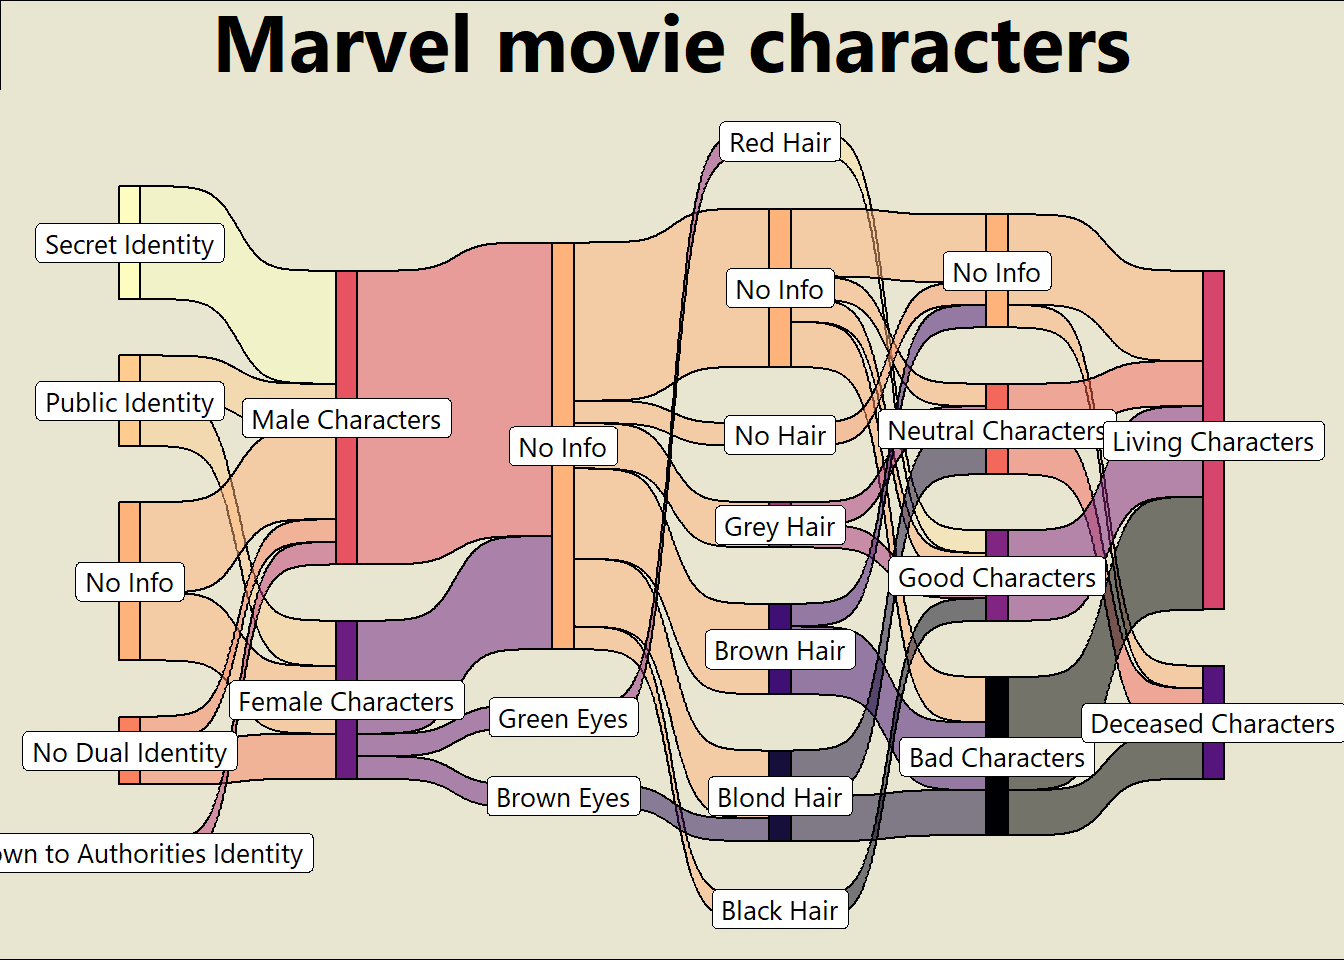 Marvel movie characters
Secret Identity
Public Identity
No Info
No Dual Identity
to Authorities Identity
Male Characters
Female Characters
No Info
Green Eyes
Brown Eyes
Red Hair
No Info
No Hair
Grey Hair
Brown Hair
Blond Hair
Black Hair
No Info
Neutral Characters
Good Characters
Bad Characters
Living Characters
Deceased Characters